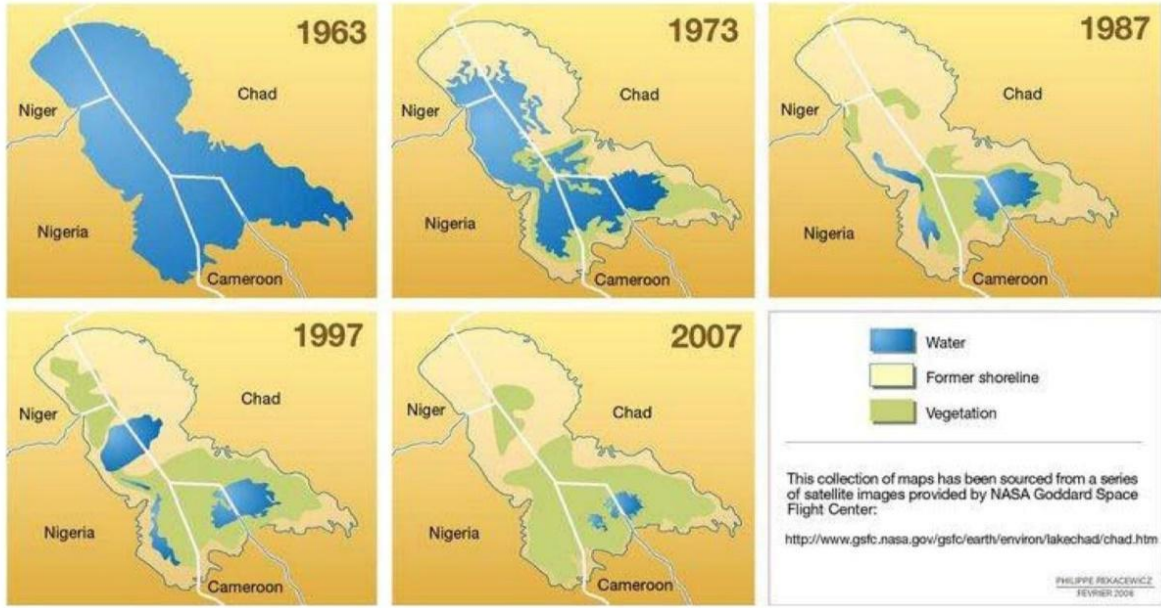 1963
Chad
Niger
Nigeria
Cameroon
1973
Chad
Niger
Nigeria
Cameroon
1987
Chad
Niger
Nigeria
Cameroon
1997
Chad
Niger
Nigeria
Cameroon
2007
Chad
Niger
Nigeria
Cameroon
Water
Former shoreline
Vegetation
This collection of maps has been sourced from a series
of satellite images provided by NASA Goddard Space
Flight Center:
http://www.gsfc.nasa.gov/gsfc/earth/environ/lakechad/chad.htm
PHILIPPE REKACEWICZ
FÉVRIER 2008